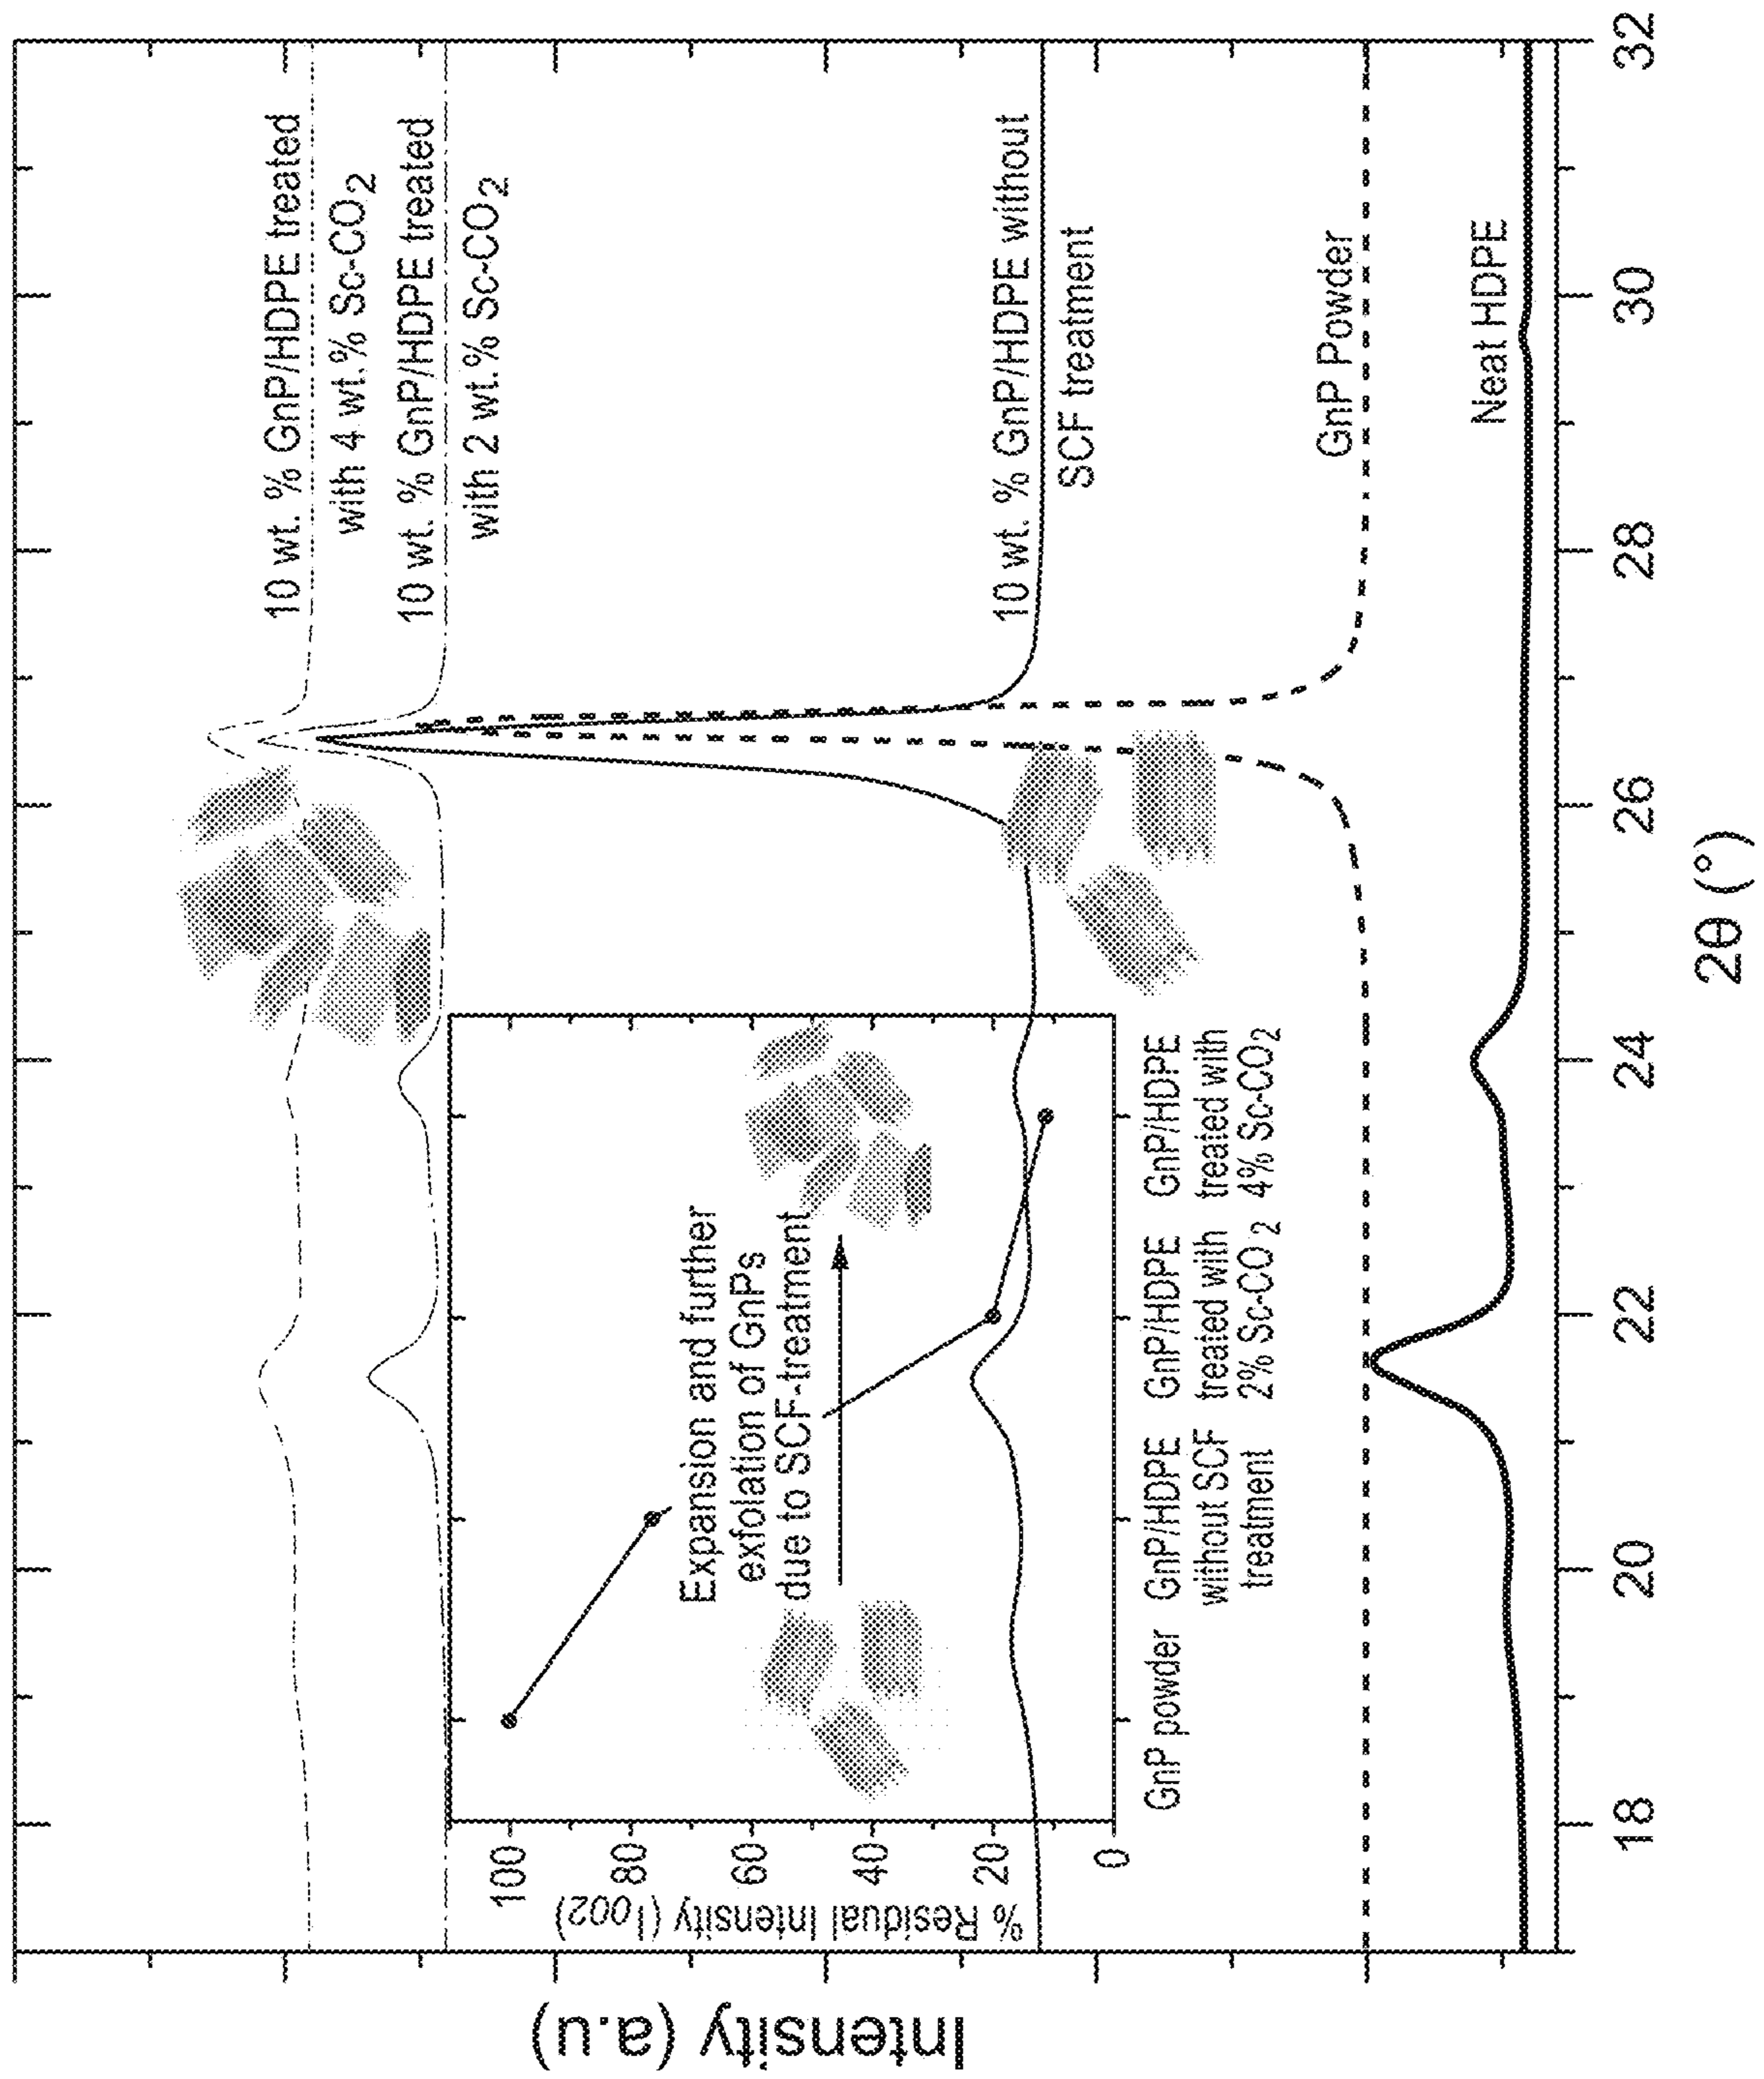 Intensity (a.u)
10 wt. % GnP/HDPE treated
with 4 wt.% Sc-CO2
10 wt. % GnP/HDPE treated
with 2 wt.% Sc-CO2
10 wt. % GnP/HDPE without
SCF treatment
GnP Powder
Neat HDPE
% Residual Intensity (I002)
100
80
60
40
20
0
Expansion and further
exfolation of GnPs
due to SCF-treatment
GnP powder
GnP/HDPE
without SCF
treatment
GnP/HDPE
treated with
2% Sc-CO2
GnP/HDPE
treated with
4% Sc-CO2
18 20 22 24 26 28 30 32
2θ (°)